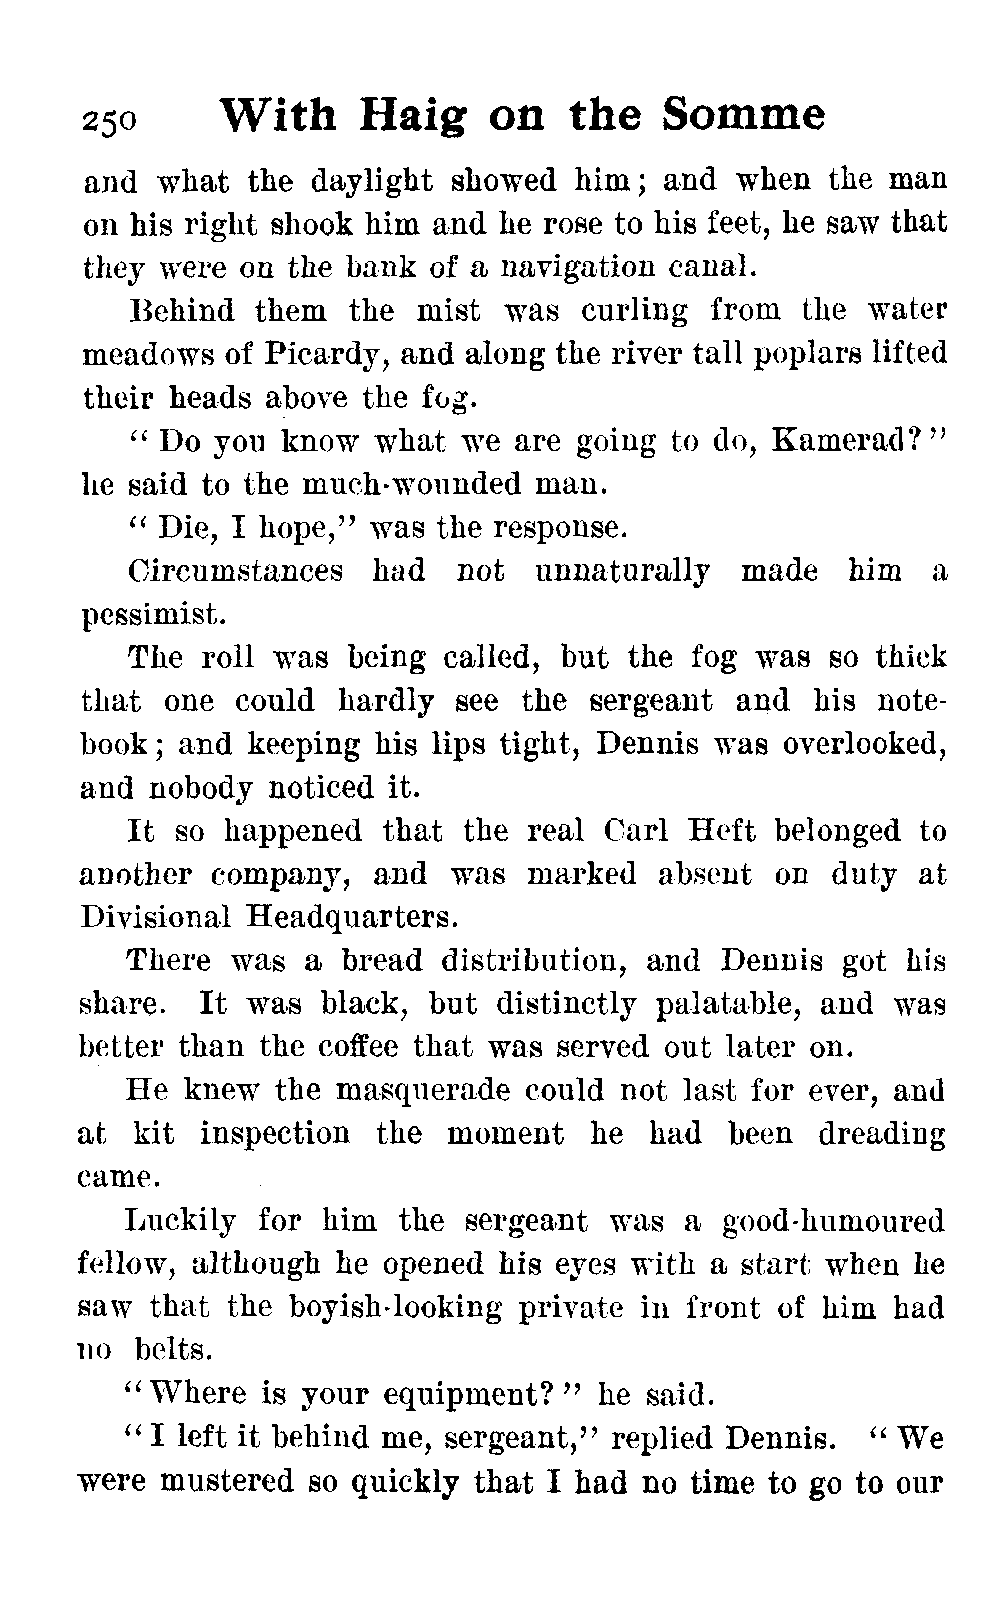 250 With Haig on the Somme
and what the daylight showed him; and when the man
on his right shook him and he rose to his feet, he saw that
they were on the bank of a navigation canal.
Behind them the mist was curling from the water
meadows of Picardy, and along the river tall poplars lifted
their heads above the fog.
“Do you know what we are going to do, Kamerad?”
he said to the much-wounded man.
“Die, I hope,” was the response.
Circumstances had not unnaturally made him a
pessimist.
The roll was being called, but the fog was so thick
that one could hardly see the sergeant and his note-
book; and keeping his lips tight, Dennis was overlooked,
and nobody noticed it.
It so happened that the real Carl Heft belonged to
another company, and was marked absent on duty at
Divisional Headquarters.
There was a bread distribution, and Dennis got his
share. It was black, but distinctly palatable, and was
better than the coffee that was served out later on.
He knew the masquerade could not last for ever, and
at kit inspection the moment he had been dreading
came.
Luckily for him the sergeant was a good-humoured
fellow, although he opened his eyes with a start when he
saw that the boyish-looking private in front of him had
no belts.
“Where is your equipment?” he said.
“I left it behind me, sergeant,” replied Dennis. “We
were mustered so quickly that I had no time to go to our